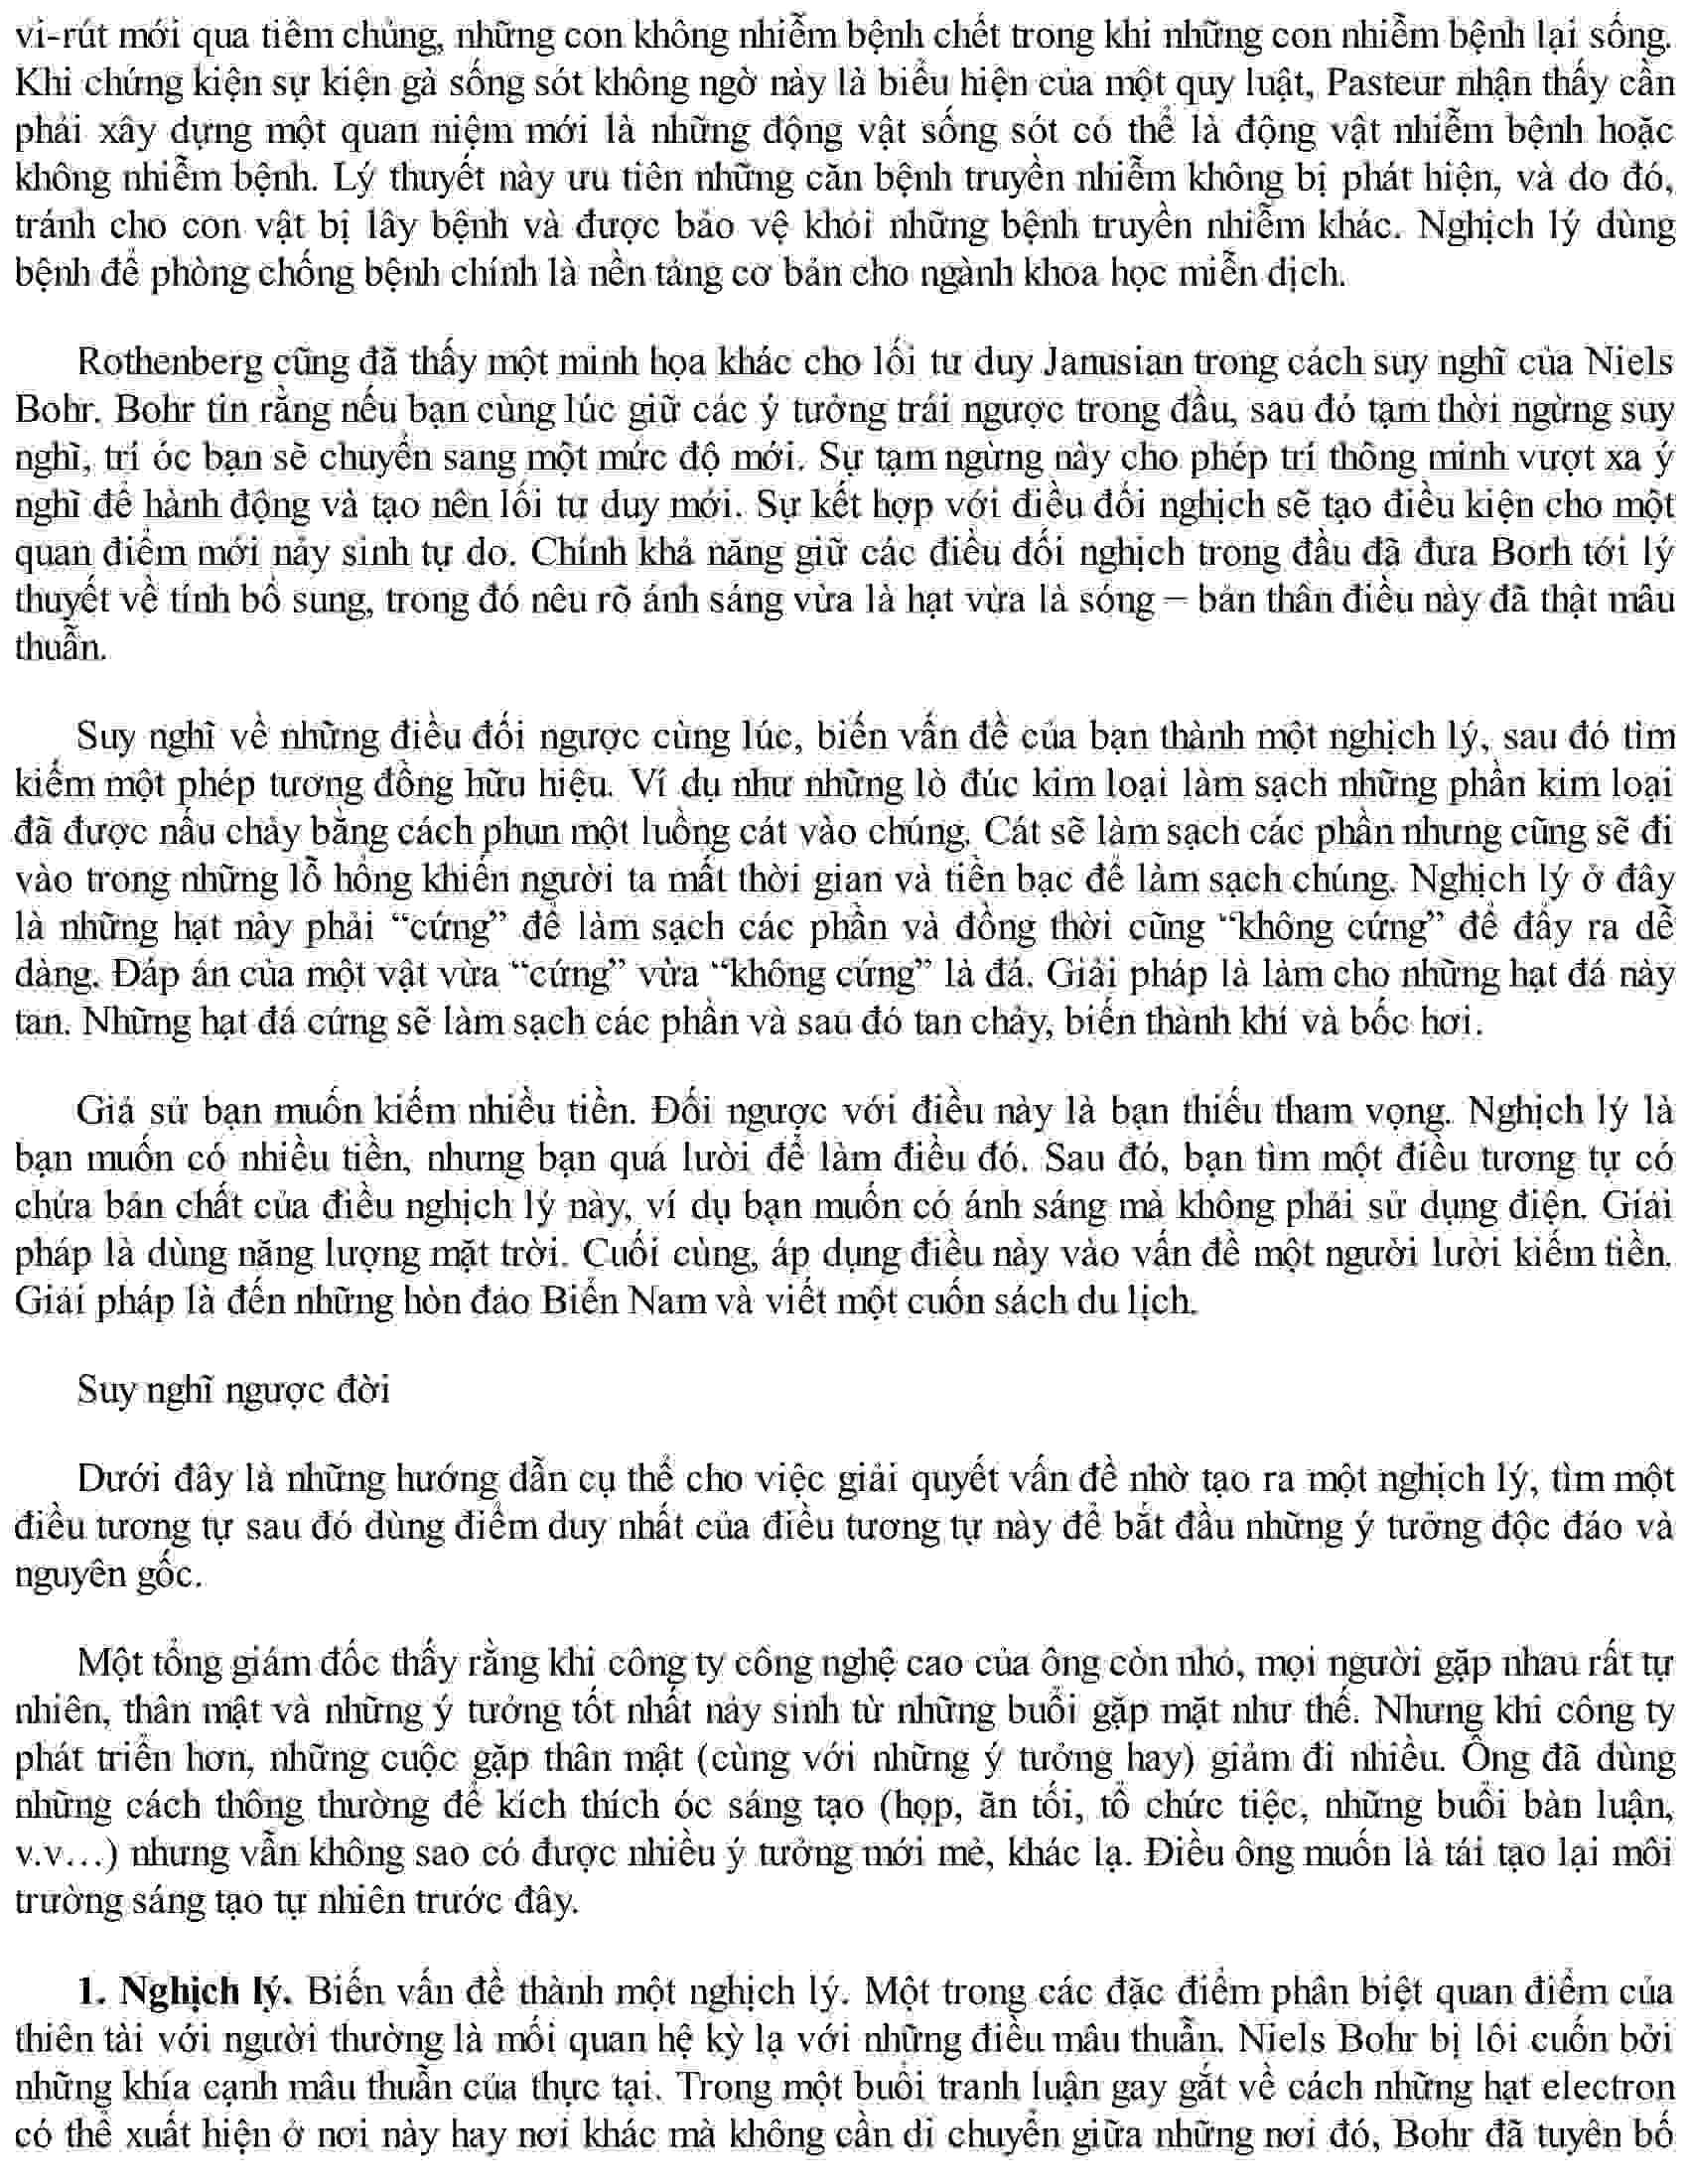 vi-rút mới qua tiêm chủng, những con không nhiễm bệnh chết trong khi những con nhiễm bệnh lại sống.
Khi chứng kiện sự kiện gà sống sót không ngờ này là biểu hiện của một quy luật, Pasteur nhận thấy cần
phải xây dựng một quan niệm mới là những động vật sống sót có thể là động vật nhiễm bệnh hoặc
không nhiễm bệnh. Lý thuyết này ưu tiên những căn bệnh truyền nhiễm không bị phát hiện, và do đó,
tránh cho con vật bị lây bệnh và được bảo vệ khỏi những bệnh truyền nhiễm khác. Nghịch lý dùng
bệnh để phòng chống bệnh chính là nền tảng cơ bản cho ngành khoa học miễn dịch.
Rothenberg cũng đã thấy một minh họa khác cho lối tư duy Janusian trong cách suy nghĩ của Niels
Bohr. Bohr tin rằng nếu bạn cùng lúc giữ các ý tưởng trái ngược trong đầu, sau đó tạm thời ngừng suy
nghĩ, trí óc bạn sẽ chuyển sang một mức độ mới. Sự tạm ngừng này cho phép trí thông minh vượt xa ý
nghĩ để hành động và tạo nên lối tư duy mới. Sự kết hợp với điều đối nghịch sẽ tạo điều kiện cho một
quan điểm mới nảy sinh tự do. Chính khả năng giữ các điều đối nghịch trong đầu đã đưa Borh tới lý
thuyết về tính bổ sung, trong đó nêu rõ ánh sáng vừa là hạt vừa là sóng – bản thân điều này đã thật mâu
thuẫn.
Suy nghĩ về những điều đối ngược cùng lúc, biến vấn đề của bạn thành một nghịch lý, sau đó tìm
kiếm một phép tương đồng hữu hiệu. Ví dụ như những lò đúc kim loại làm sạch những phần kim loại
đã được nấu chảy bằng cách phun một luồng cát vào chúng. Cát sẽ làm sạch các phần nhưng cũng sẽ đi
vào trong những lỗ hổng khiến người ta mất thời gian và tiền bạc để làm sạch chúng. Nghịch lý ở đây
là những hạt này phải “cứng” để làm sạch các phần và đồng thời cũng “không cứng” để đẩy ra dễ
dàng. Đáp án của một vật vừa “cứng” vừa “không cứng” là đá. Giải pháp là làm cho những hạt đá này
tan. Những hạt đá cứng sẽ làm sạch các phần và sau đó tan chảy, biến thành khí và bốc hơi.
Giả sử bạn muốn kiếm nhiều tiền. Đối ngược với điều này là bạn thiếu tham vọng. Nghịch lý là
bạn muốn có nhiều tiền, nhưng bạn quá lười để làm điều đó. Sau đó, bạn tìm một điều tương tự có
chứa bản chất của điều nghịch lý này, ví dụ bạn muốn có ánh sáng mà không phải sử dụng điện. Giải
pháp là dùng năng lượng mặt trời. Cuối cùng, áp dụng điều này vào vấn đề một người lười kiếm tiền.
Giải pháp là đến những hòn đảo Biển Nam và viết một cuốn sách du lịch.
Suy nghĩ ngược đời
Dưới đây là những hướng dẫn cụ thể cho việc giải quyết vấn đề nhờ tạo ra một nghịch lý, tìm một
điều tương tự sau đó dùng điểm duy nhất của điều tương tự này để bắt đầu những ý tưởng độc đáo và
nguyên gốc.
Một tổng giám đốc thấy rằng khi công ty công nghệ cao của ông còn nhỏ, mọi người gặp nhau rất tự
nhiên, thân mật và những ý tưởng tốt nhất nảy sinh từ những buổi gặp mặt như thế. Nhưng khi công ty
phát triển hơn, những cuộc gặp thân mật (cùng với những ý tưởng hay) giảm đi nhiều. Ông đã dùng
những cách thông thường để kích thích óc sáng tạo (họp, ăn tối, tổ chức tiệc, những buổi bàn luận,
v.v…) nhưng vẫn không sao có được nhiều ý tưởng mới mẻ, khác lạ. Điều ông muốn là tái tạo lại môi
trường sáng tạo tự nhiên trước đây.
1. Nghịch lý. Biến vấn đề thành một nghịch lý. Một trong các đặc điểm phân biệt quan điểm của
thiên tài với người thường là mối quan hệ kỳ lạ với những điều mâu thuẫn. Niels Bohr bị lôi cuốn bởi
những khía cạnh mâu thuẫn của thực tại. Trong một buổi tranh luận gay gắt về cách những hạt electron
có thể xuất hiện ở nơi này hay nơi khác mà không cần di chuyển giữa những nơi đó, Bohr đã tuyên bố